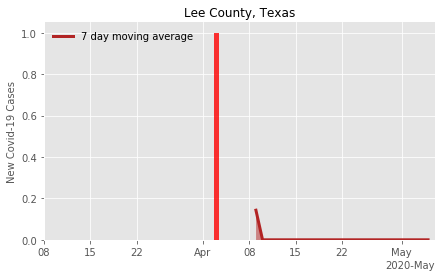 Lee County, Texas
7 day moving average
New Covid-19 Cases
1.0
0.8
0.6
0.4
0.2
0.0
08 15 22 Apr 08 15 22 May
2020-May